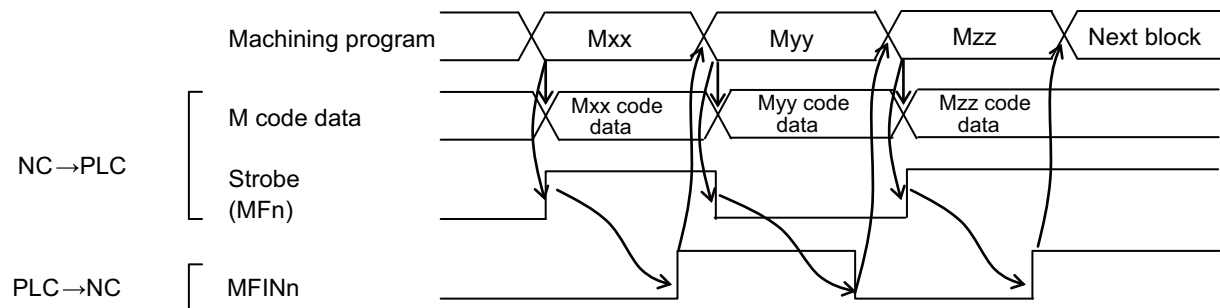 Machining program
Mxx
Myy
Mzz
Next block
M code data
Mxx code
data
Myy code
data
Mzz code
data
NC→PLC
Strobe
(MFn)
PLC→NC
MFINn